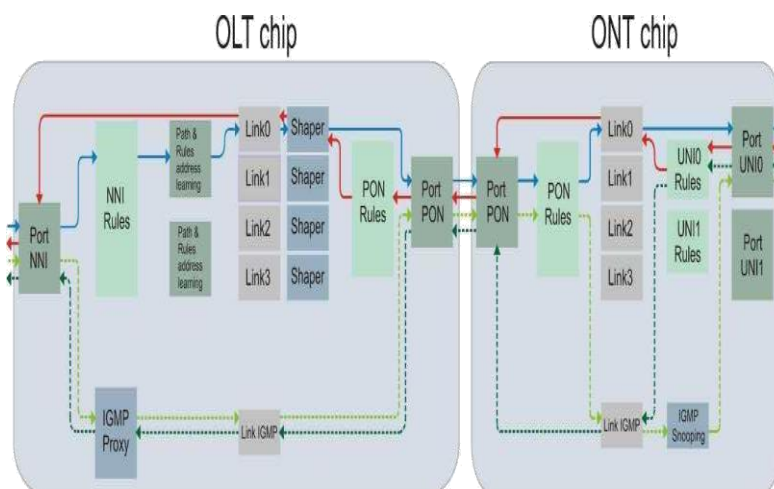 OLT chip
ONT chip
Port
NNI
NNI
Rules
Path &
Rules
address
learning
Path &
Rules
address
learning
Link0
Link1
Link2
Link3
Shaper
Shaper
Shaper
Shaper
PON
Rules
Port
PON
IGMP
Proxy
Link IGMP
Port
PON
PON
Rules
Link0
Link1
Link2
Link3
UNI0
Rules
UNI1
Rules
Port
UNI0
Port
UNI1
Link IGMP
IGMP
Snooping